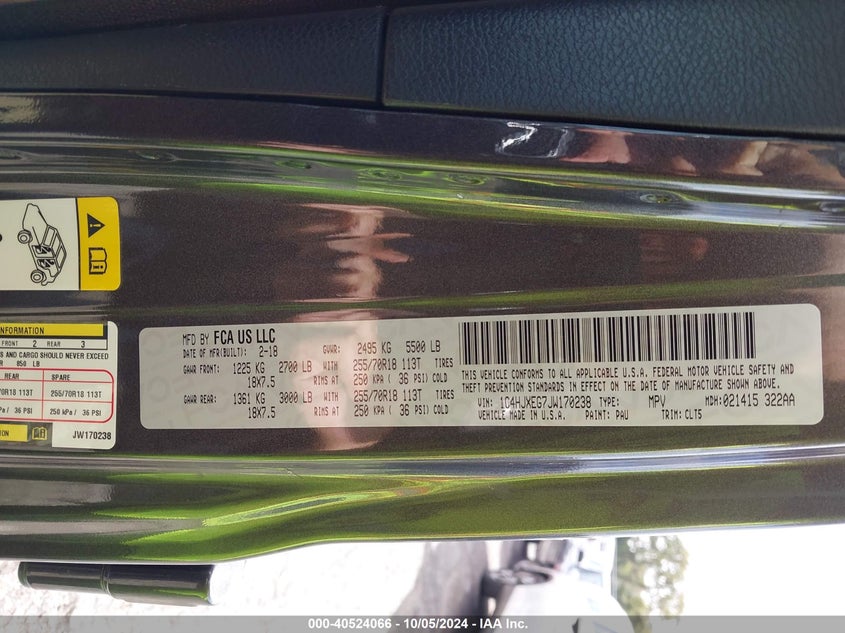 INFORMATION
FRONT 2 REAR 3
S AND CARGO SHOULD NEVER EXCEED
850 LB
REAR SPARE
70R18 113T 255/70R18 113T
kPa / 36 PSI 250 kPa / 36 PSI
ION
JW170238
MFD BY FCA US LLC
DATE OF MFR(BUILT): 2-18 GVWR: 2495 KG 5500 LB
GAWR FRONT: 1225 KG 2700 LB WITH 255/70R18 113T TIRES
18X7.5 RIMS AT 250 KPA ( 36 PSI) COLD
GAWR REAR: 1361 KG 3000 LB WITH 255/70R18 113T TIRES
18X7.5 RIMS AT 250 KPA ( 36 PSI) COLD
THIS VEHICLE CONFORMS TO ALL APPLICABLE U.S.A. FEDERAL MOTOR VEHICLE SAFETY AND
THEFT PREVENTION STANDARDS IN EFFECT ON THE DATE OF MANUFACTURE SHOWN ABOVE.
VIN: 1C4HJXEG7JW170238 TYPE: MPV MDH: 021415 322AA
VEHICLE MADE IN U.S.A. PAINT: PAU TRIM: CLT5
000-40524066 - 10/05/2024 - IAA Inc.